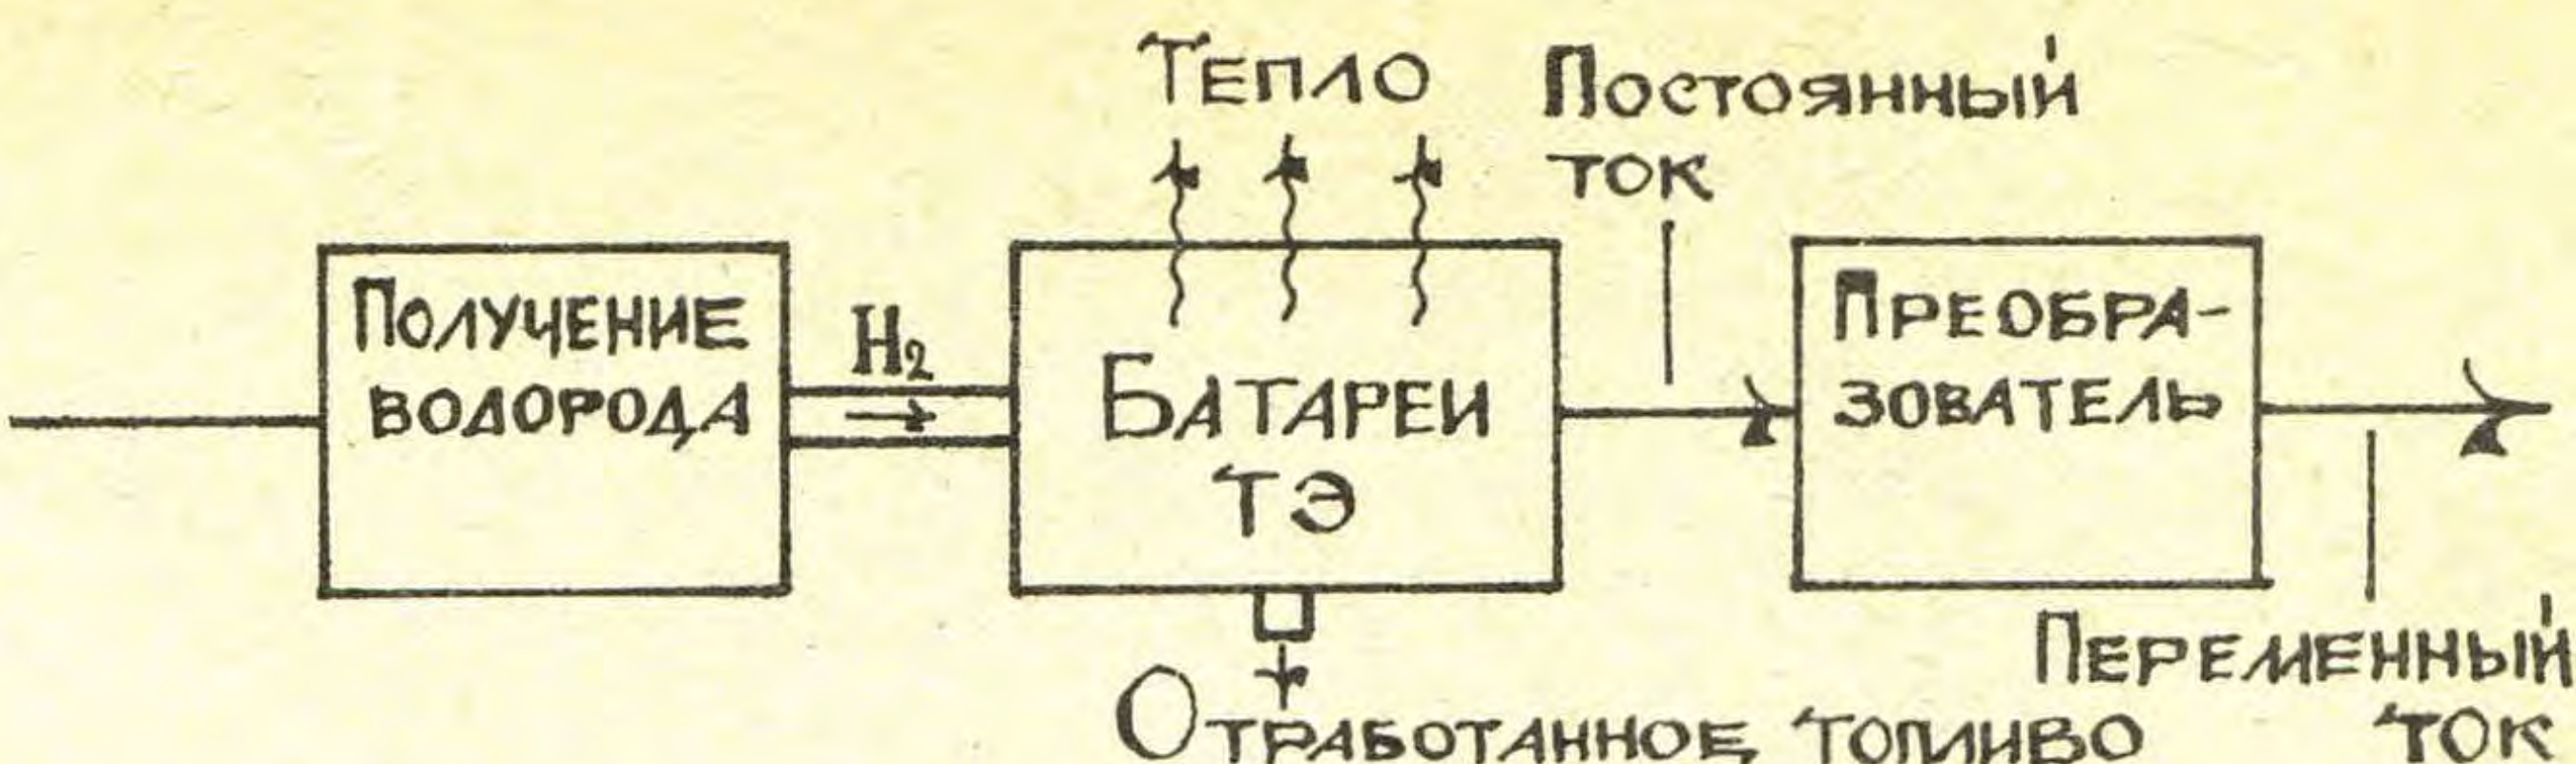 Тепло
Постоянный
ток
Получение
водорода
H₂
Батареи
ТЭ
Преобра-
зователь
Переменный
ток
Отработанное топливо